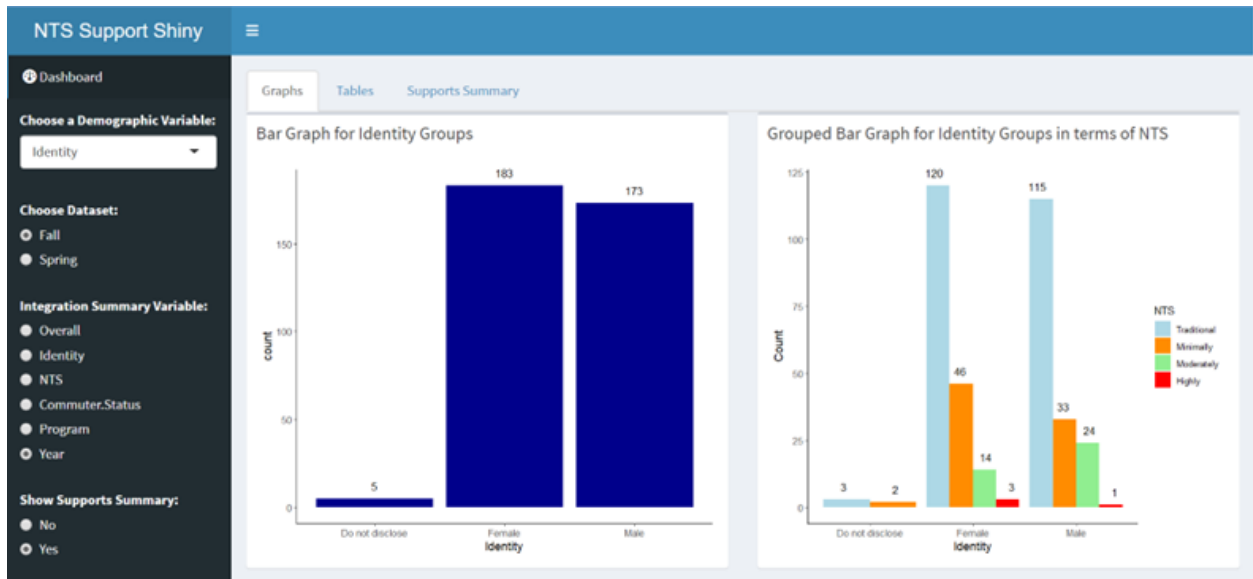 NTS Support Shiny
Dashboard
Choose a Demographic Variable:
Identity
Choose Dataset:
Fall
Spring
Integration Summary Variable:
Overall
Identity
NTS
Commuter.Status
Program
Year
Show Supports Summary:
No
Yes
Graphs Tables Supports Summary
Bar Graph for Identity Groups
183
173
150
100
50
5
0
count
Do not disclose Female Male
Identity
Grouped Bar Graph for Identity Groups in terms of NTS
125
120
115
100
75
50
46
33
25
24
14
3 2 3 1
0
Count
Do not disclose Female Male
Identity
NTS
Traditional
Minimally
Moderately
Highly